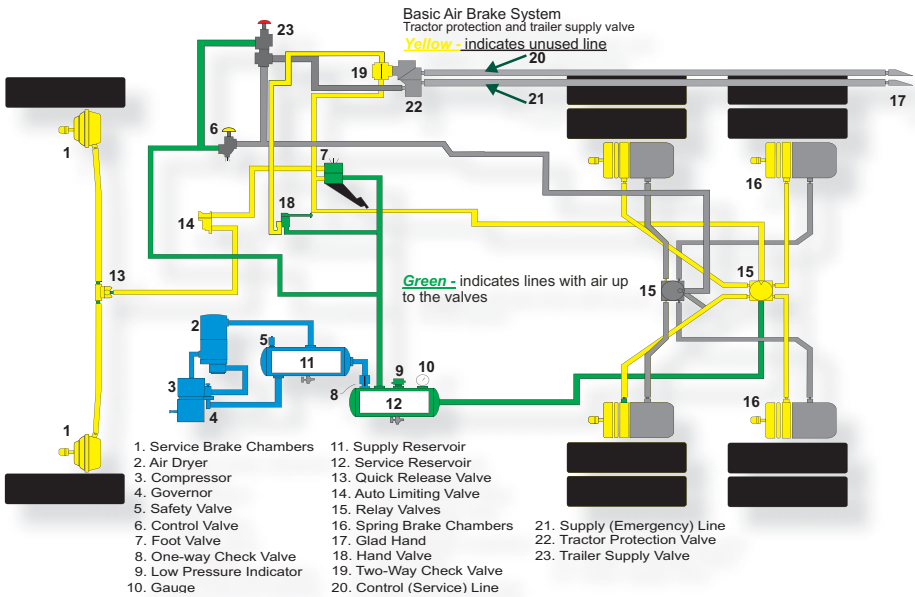 Basic Air Brake System
Tractor protection and trailer supply valve
Yellow - indicates unused line
23
20
19
22
21
17
1
6
7
16
16
14
18
13
Green - indicates lines with air up
to the valves
15
15
2
5
11
9
10
3
4
8
12
1
16
1. Service Brake Chambers
2. Air Dryer
3. Compressor
4. Governor
5. Safety Valve
6. Control Valve
7. Foot Valve
8. One-way Check Valve
9. Low Pressure Indicator
10. Gauge
11. Supply Reservoir
12. Service Reservoir
13. Quick Release Valve
14. Auto Limiting Valve
15. Relay Valves
16. Spring Brake Chambers
17. Glad Hand
18. Hand Valve
19. Two-Way Check Valve
20. Control (Service) Line
21. Supply (Emergency) Line
22. Tractor Protection Valve
23. Trailer Supply Valve